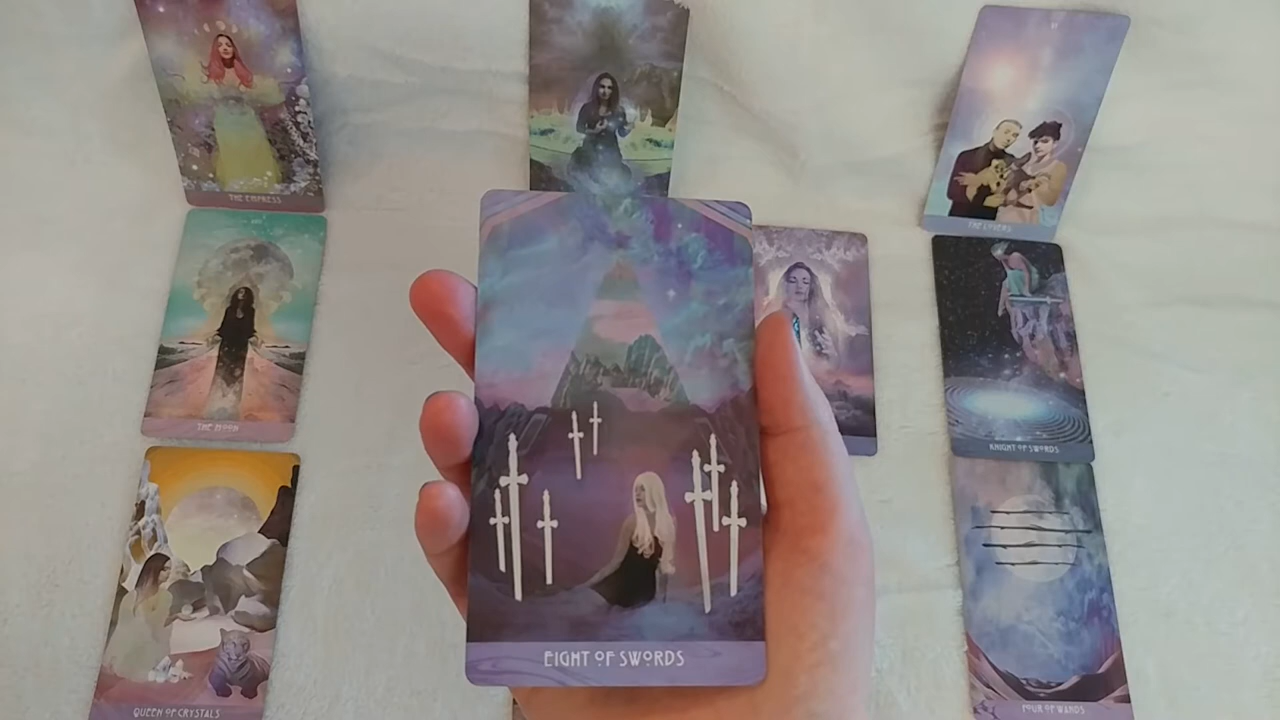 THE EMPRESS
THE LOVERS
THE MOON
KNIGHT OF SWORDS
EIGHT OF SWORDS
QUEEN OF CRYSTALS
FOUR OF WANDS